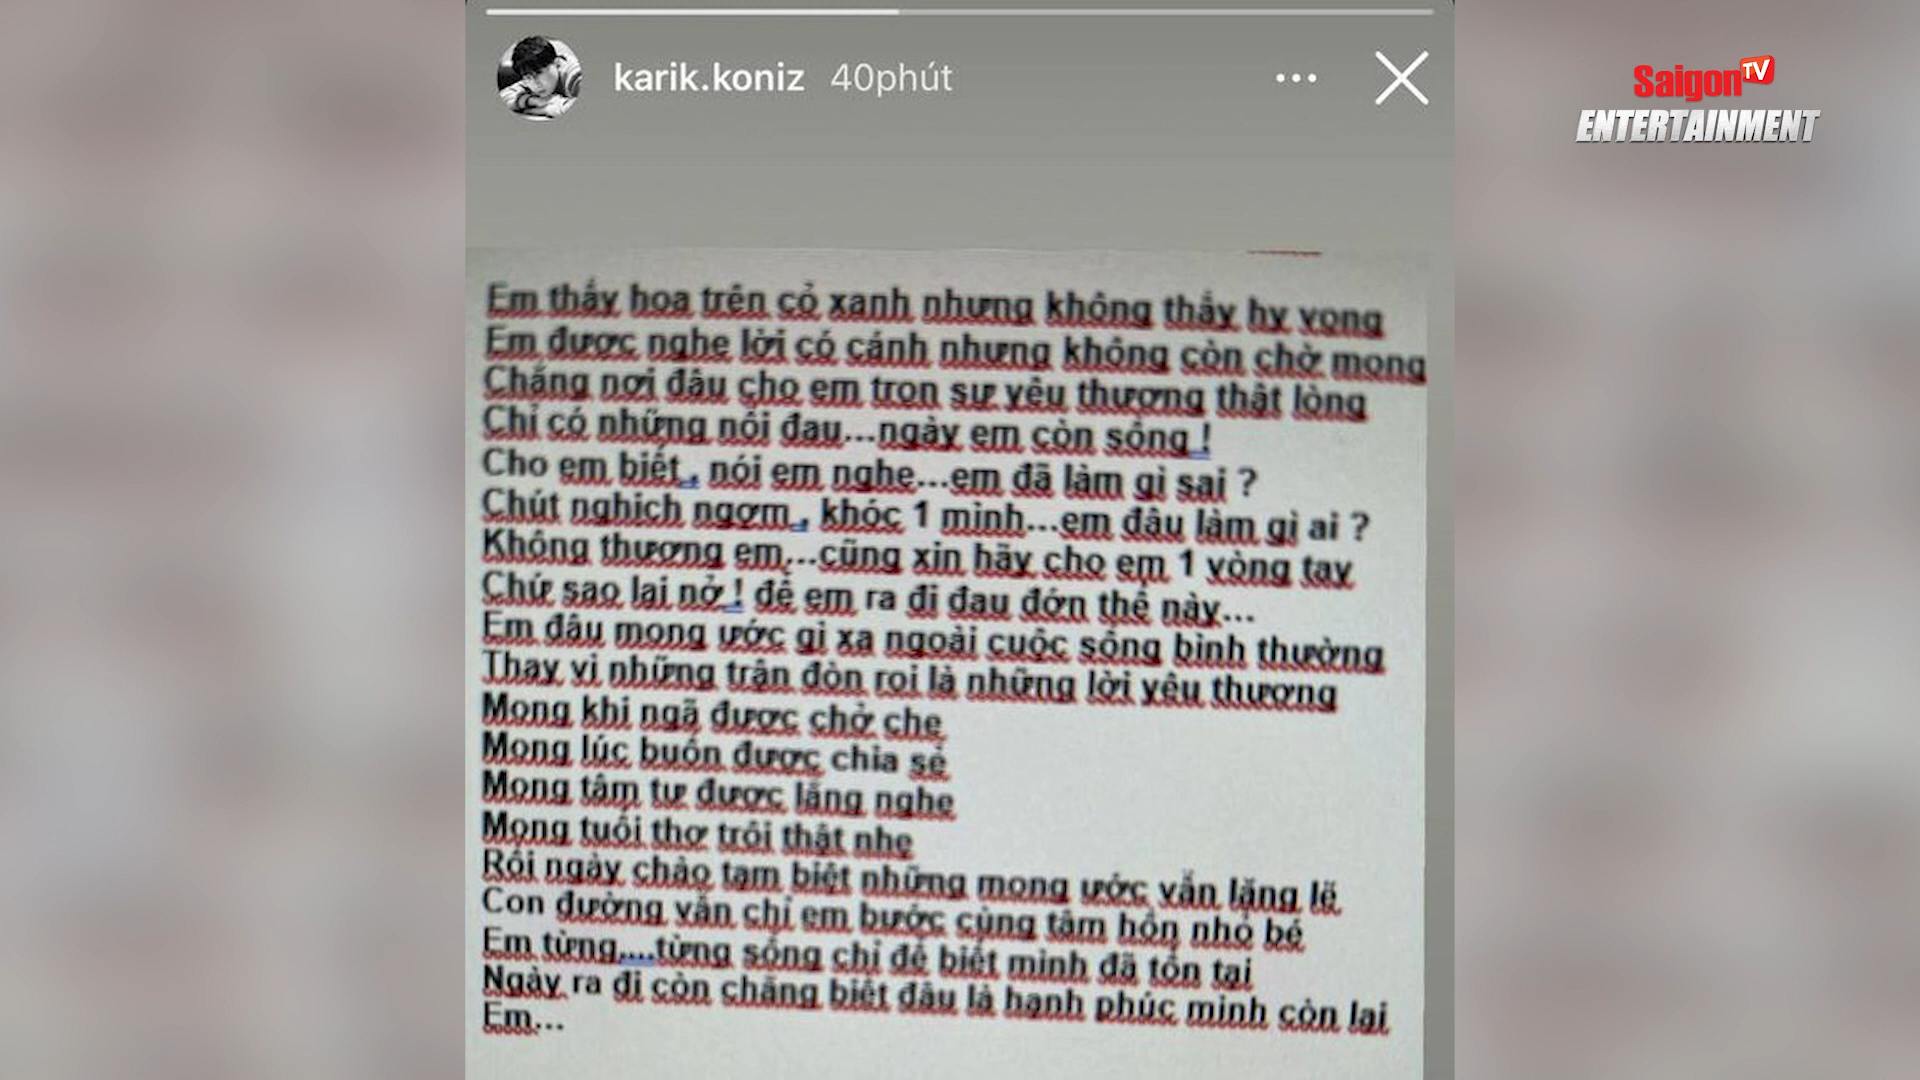 karik.koniz 40phút
SaigonTV
ENTERTAINMENT
Em thấy hoa trên cỏ xanh nhưng không thấy hy vọng
Em được nghe lời có cánh nhưng không còn chờ mong
Chẳng nơi đâu cho em trọn sự yêu thương thật lòng
Chỉ có những nỗi đau...ngày em còn sống !
Cho em biết , nói em nghe...em đã làm gì sai ?
Chút nghịch ngợm , khóc 1 mình...em đâu làm gì ai ?
Không thương em...cũng xin hãy cho em 1 vòng tay
Chứ sao lại nở ! để em ra đi đau đớn thế này...
Em đâu mong ước gì xa ngoài cuộc sống bình thường
Thay vì những trận đòn roi là những lời yêu thương
Mong khi ngã được chở che
Mong lúc buồn được chia sẻ
Mong tâm tư được lắng nghe
Mong tuổi thơ trôi thật nhẹ
Rồi ngày chào tạm biệt những mong ước vẫn lặng lẽ
Con đường vẫn chỉ em bước cùng tâm hồn nhỏ bé
Em từng....từng sống chỉ để biết mình đã tồn tại
Ngày ra đi còn chẳng biết đâu là hạnh phúc mình còn lại
Em...